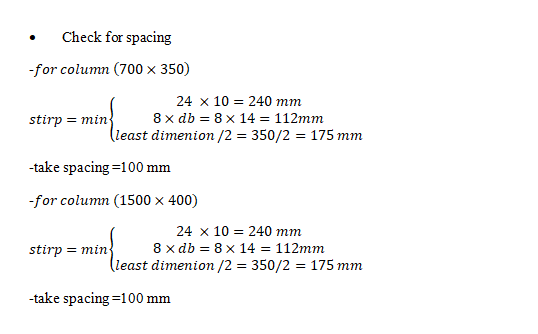 • Check for spacing
-for column (700 × 350)
24 × 10 = 240 mm
stirp = min{ 8 × db = 8 × 14 = 112mm
least dimenion /2 = 350/2 = 175 mm
-take spacing =100 mm
-for column (1500 × 400)
24 × 10 = 240 mm
stirp = min{ 8 × db = 8 × 14 = 112mm
least dimenion /2 = 350/2 = 175 mm
-take spacing =100 mm